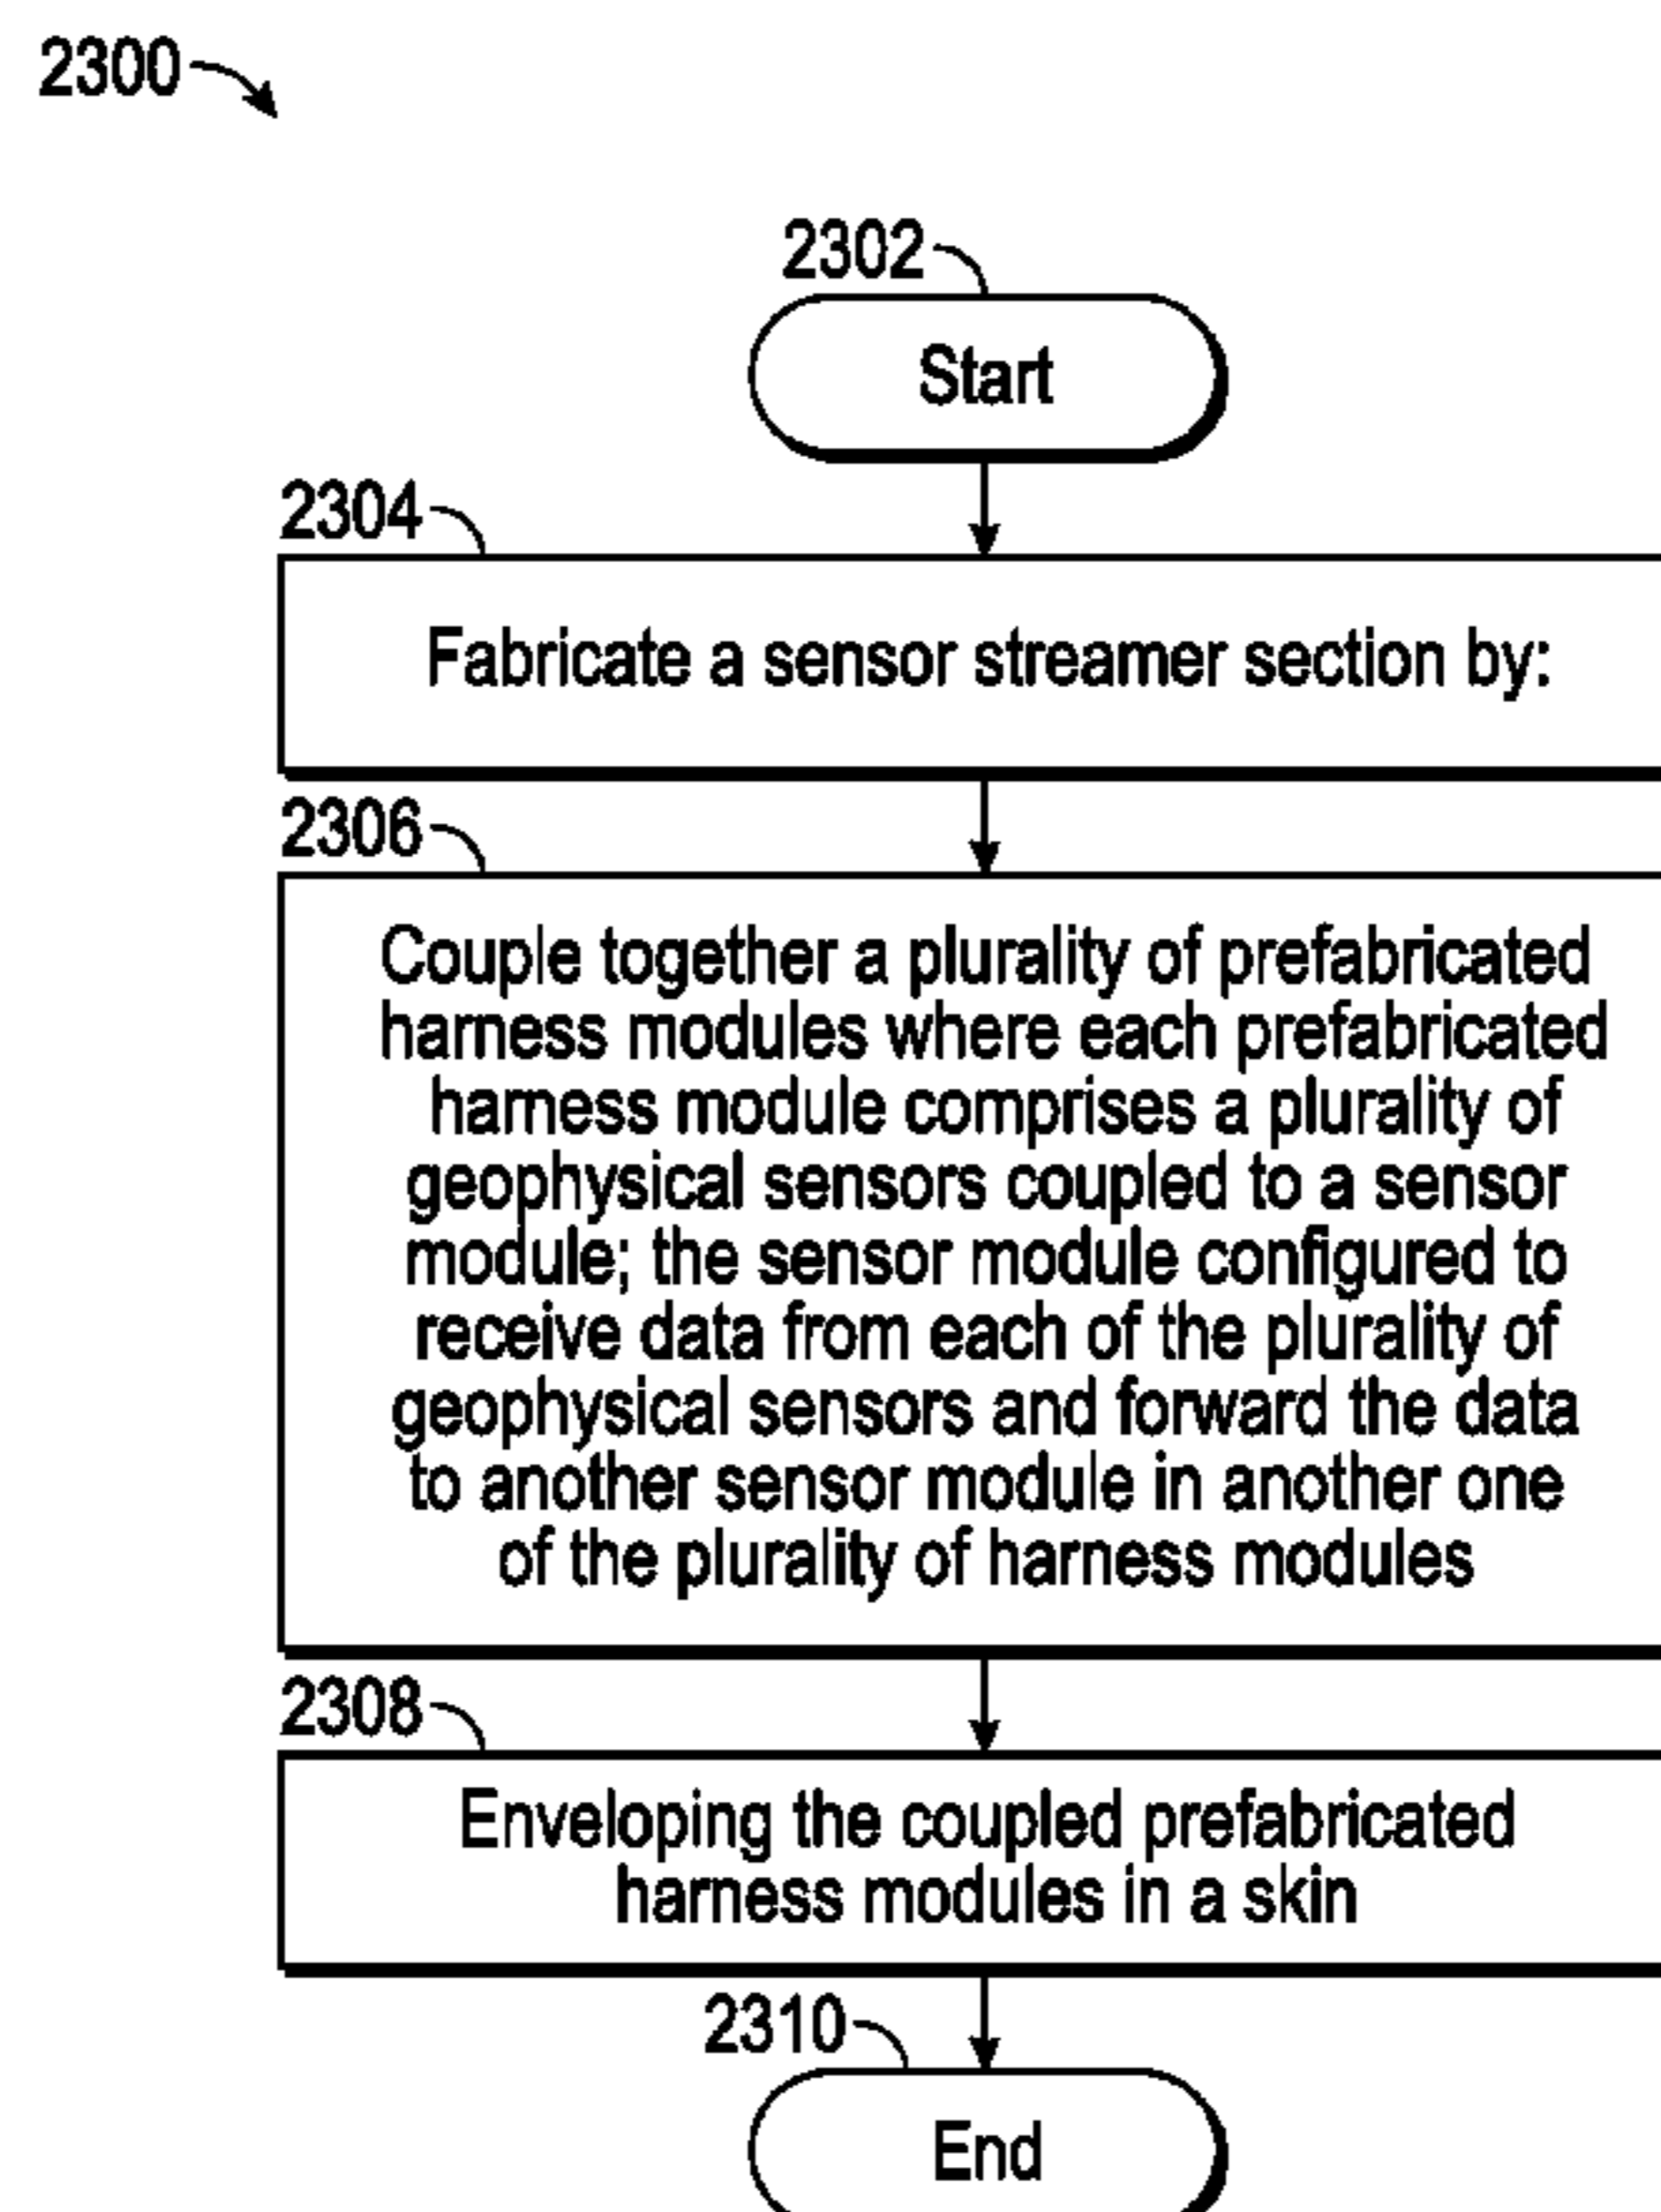 2300
2302
Start
2304
Fabricate a sensor streamer section by:
2306
Couple together a plurality of prefabricated
harness modules where each prefabricated
harness module comprises a plurality of
geophysical sensors coupled to a sensor
module; the sensor module configured to
receive data from each of the plurality of
geophysical sensors and forward the data
to another sensor module in another one
of the plurality of harness modules
2308
Enveloping the coupled prefabricated
harness modules in a skin
2310
End